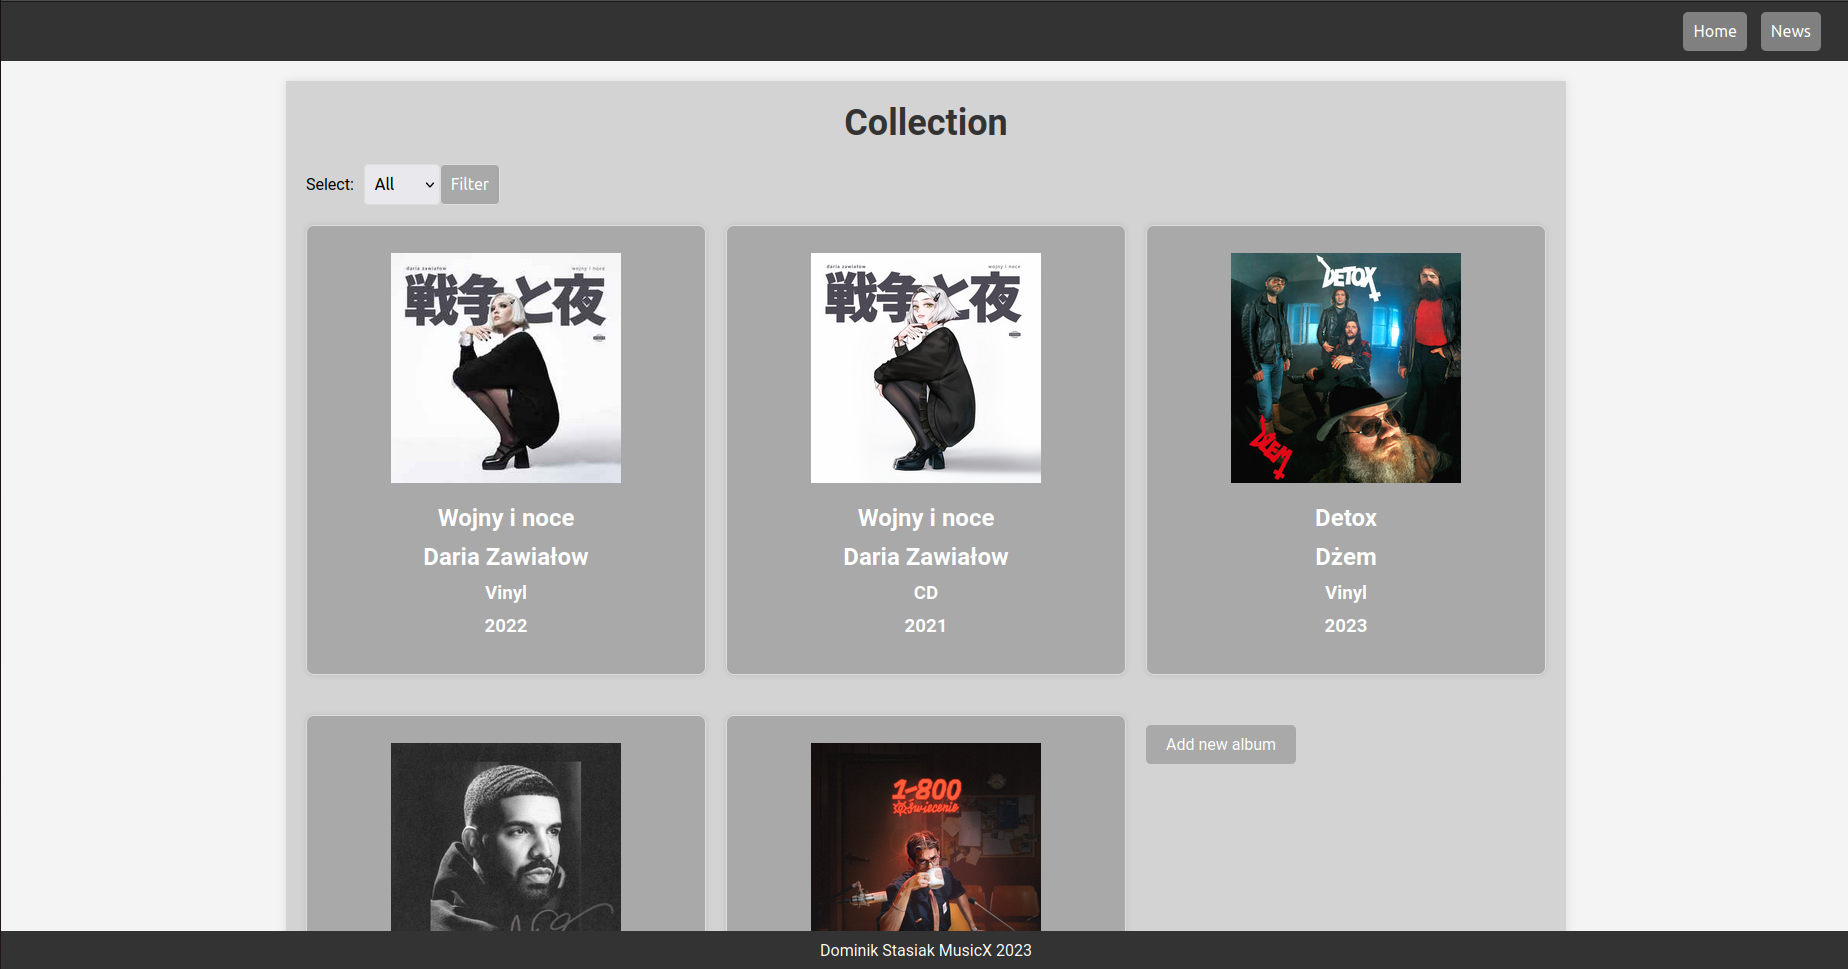 Home News
Collection
Select: All Filter
daria zawiałow wojny i noce
戦争と夜
daria zawiałow wojny i noce
戦争と夜
DETOX
DŻEM
Wojny i noce
Daria Zawiałow
Vinyl
2022
Wojny i noce
Daria Zawiałow
CD
2021
Detox
Dżem
Vinyl
2023
1-800
Oświecenie
Add new album
Dominik Stasiak MusicX 2023